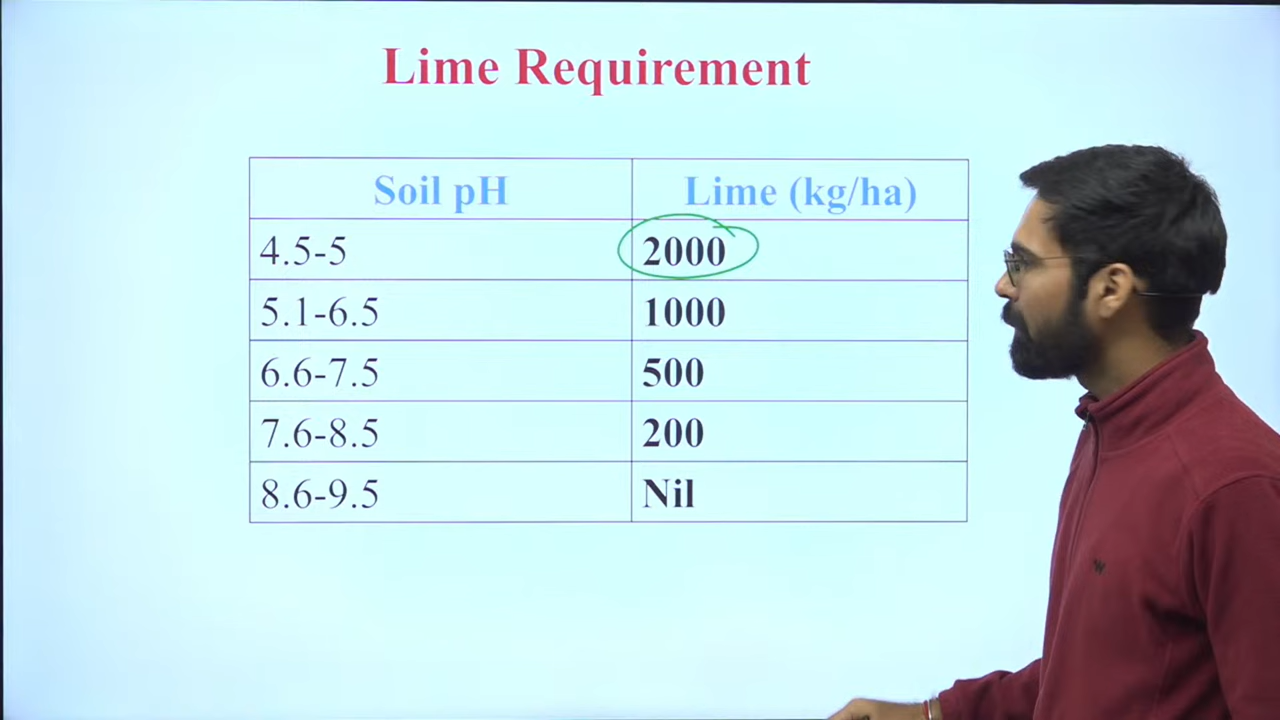 Lime Requirement
Soil pH Lime (kg/ha)
4.5-5 2000
5.1-6.5 1000
6.6-7.5 500
7.6-8.5 200
8.6-9.5 Nil